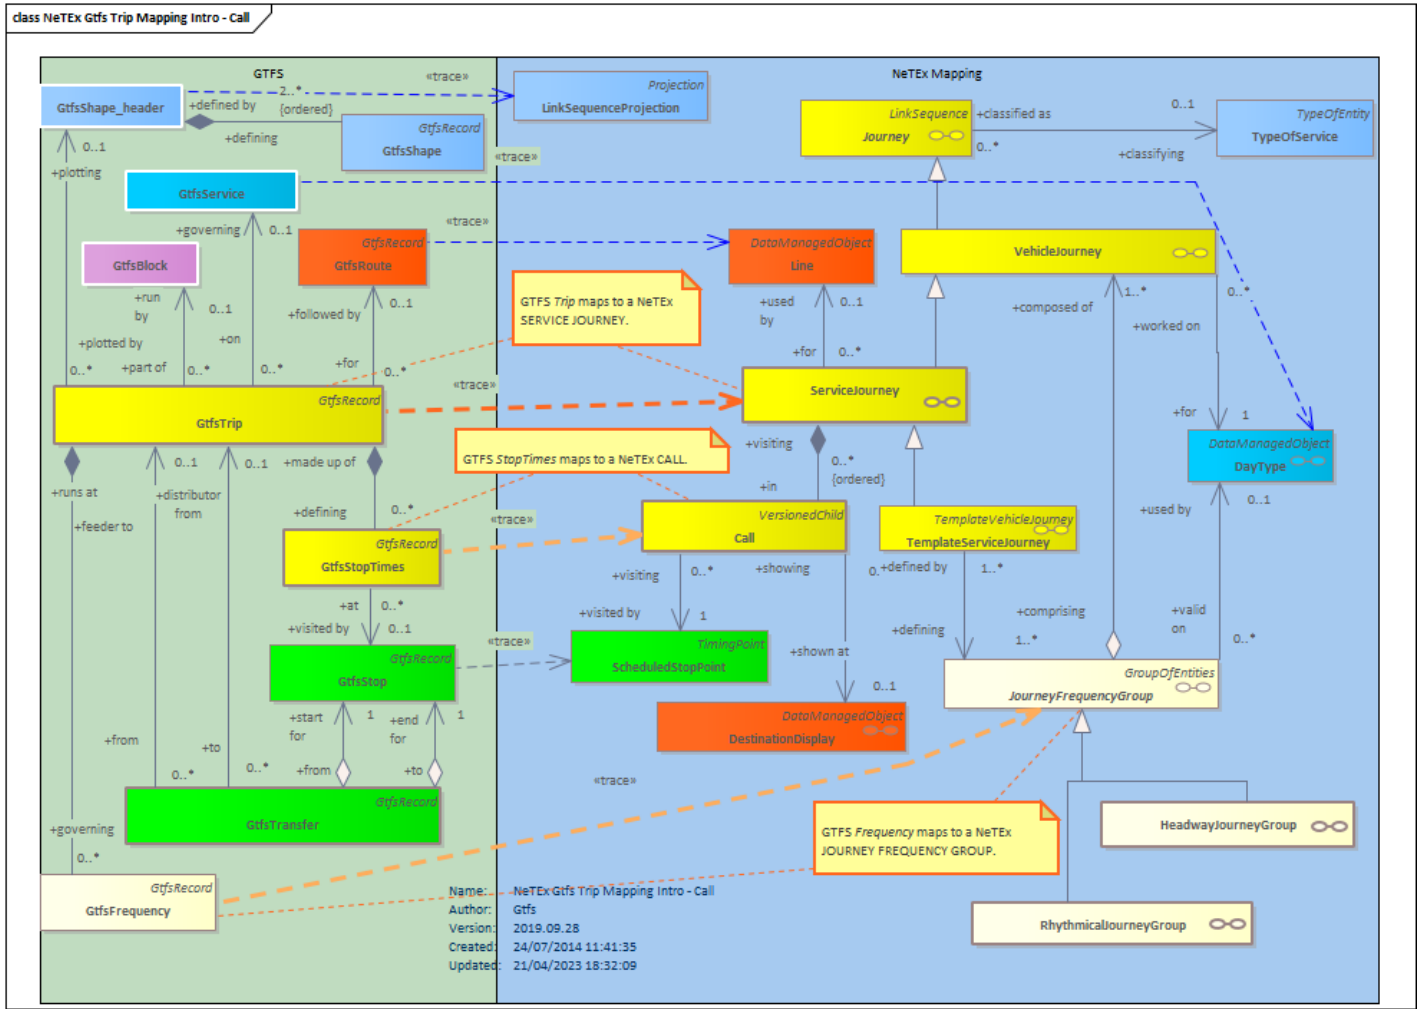 class NeTEx Gtfs Trip Mapping Intro - Call
GTFS
NeTEx Mapping
GtfsShape_header
+defined by
2..*
{ordered}
+defining
«trace»
Projection
LinkSequenceProjection
GtfsRecord
GtfsShape
LinkSequence
Journey
+classified as
0..*
0..1
+classifying
TypeOfEntity
TypeOfService
0..1
+plotting
«trace»
GtfsService
+governing
0..1
«trace»
GtfsBlock
GtfsRecord
GtfsRoute
DataManagedObject
Line
VehicleJourney
+run
by
0..1
+followed by
0..1
GTFS Trip maps to a NeTEx
SERVICE JOURNEY.
+used
by
0..1
+composed of
1..*
0..*
+worked on
+plotted by
0..*
+part of
0..*
+on
0..*
+for
0..*
+for
0..*
«trace»
GtfsRecord
GtfsTrip
ServiceJourney
+for
1
+runs at
+feeder to
0..1
+distributor
from
0..1
+made up of
GTFS StopTimes maps to a NeTEx CALL.
+visiting
0..*
{ordered}
+in
DataManagedObject
DayType
0..1
+used by
+defining
0..*
«trace»
VersionedChild
Call
TemplateVehicleJourney
TemplateServiceJourney
GtfsRecord
GtfsStopTimes
+visiting
0..*
+showing
0..
+defined by
1..*
+at
0..*
+visited by
0..1
«trace»
+visited by
1
+comprising
1..*
+valid
on
0..*
+defining
GtfsRecord
GtfsStop
TimingPoint
ScheduledStopPoint
+shown at
0..1
GroupOfEntities
JourneyFrequencyGroup
+start
for
1
+end
for
1
DataManagedObject
DestinationDisplay
+from
0..*
+to
0..*
+from
+to
«trace»
GtfsRecord
GtfsTransfer
GTFS Frequency maps to a NeTEx
JOURNEY FREQUENCY GROUP.
HeadwayJourneyGroup
+governing
0..*
GtfsRecord
GtfsFrequency
RhythmicalJourneyGroup
Name: NeTEx Gtfs Trip Mapping Intro - Call
Author: Gtfs
Version: 2019.09.28
Created: 24/07/2014 11:41:35
Updated: 21/04/2023 18:32:09